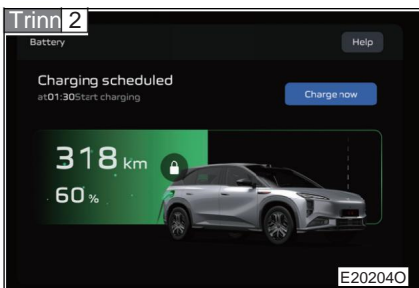 Trinn 2
Battery
Help
Charging scheduled
at01:30Start charging
Charge now
318 km
60 %
E20204O